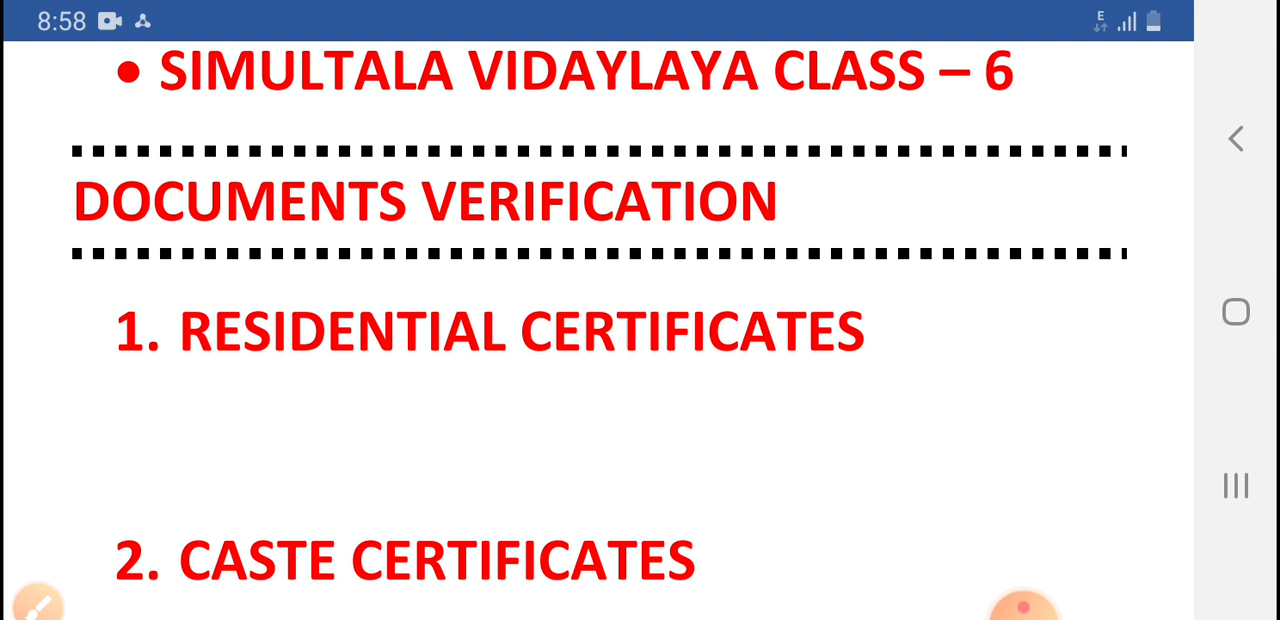 8:58
E
• SIMULTALA VIDAYLAYA CLASS – 6
DOCUMENTS VERIFICATION
1. RESIDENTIAL CERTIFICATES
2. CASTE CERTIFICATES